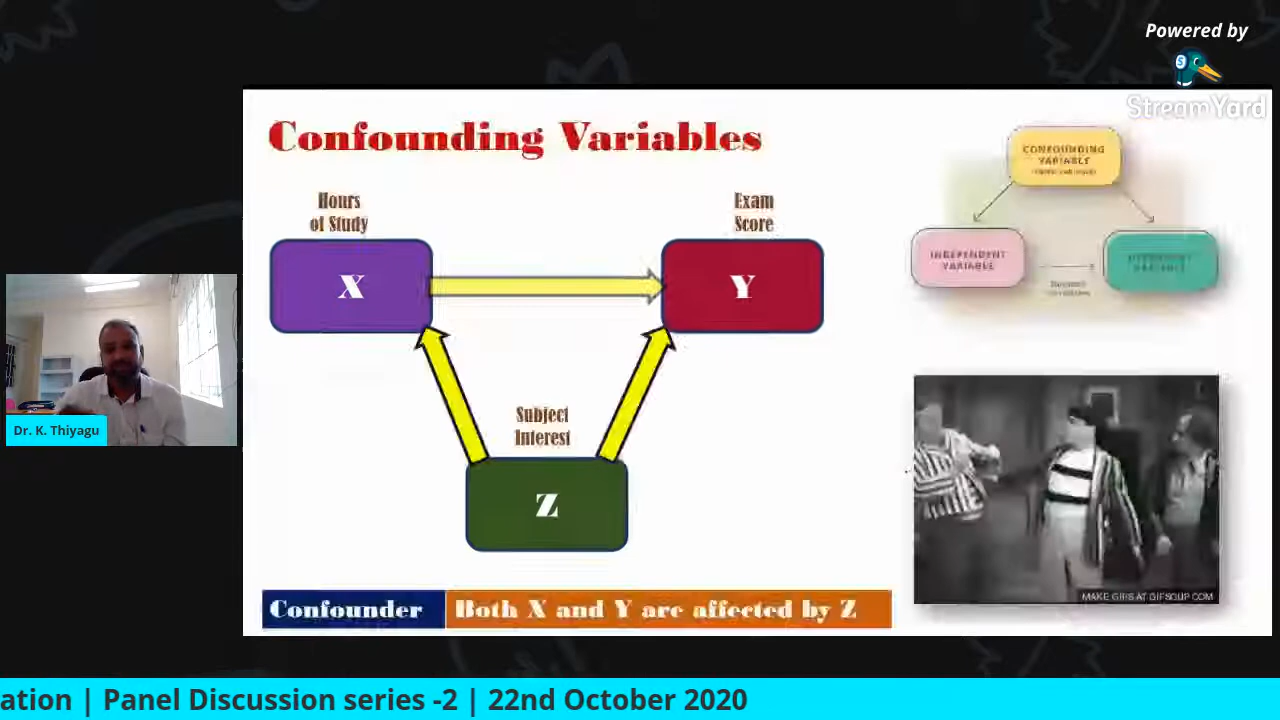 Powered by
StreamYard
Confounding Variables
Hours
of Study
Exam
Score
X
Y
Subject
Interest
Z
Confounder
Both X and Y are affected by Z
CONFOUNDING
VARIABLE
INDEPENDENT
VARIABLE
MAKE GIFS AT GIFSOUP.COM
Dr. K. Thiyagu
ation | Panel Discussion series -2 | 22nd October 2020